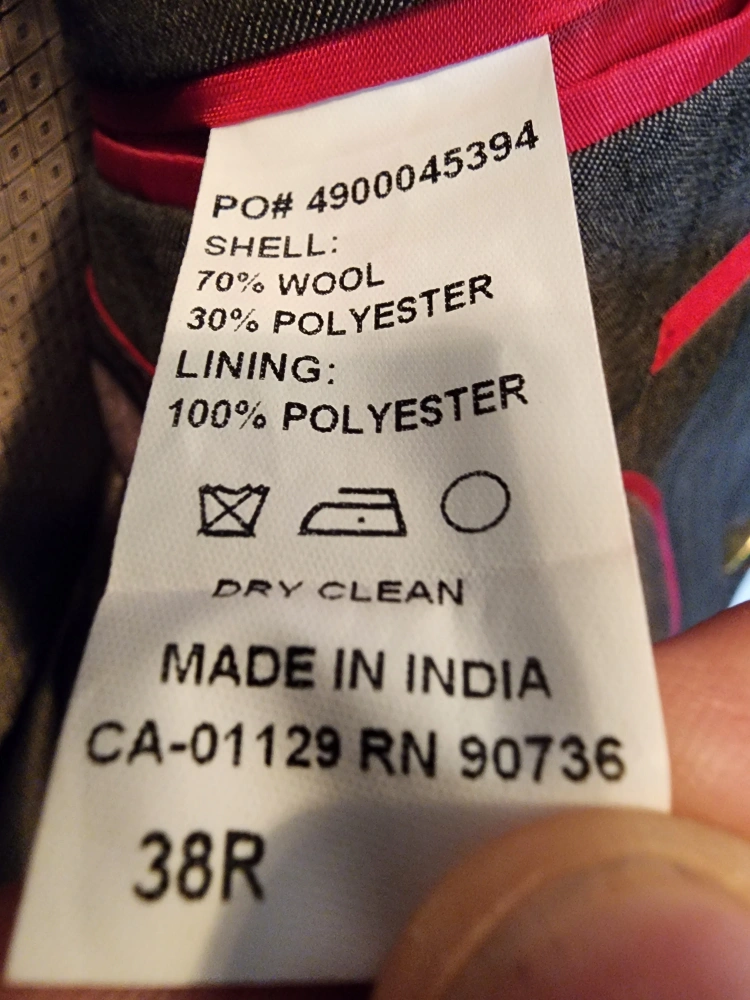 PO# 4900045394
SHELL:
70% WOOL
30% POLYESTER
LINING:
100% POLYESTER
DRY CLEAN
MADE IN INDIA
CA-01129 RN 90736
38R